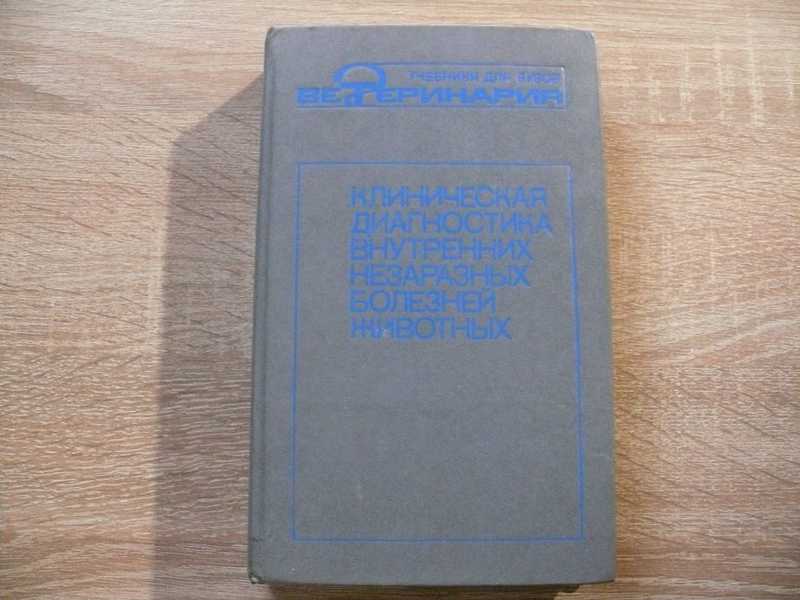 УЧЕБНИКИ ДЛЯ ВУЗОВ
ВЕТЕРИНАРИЯ
КЛИНИЧЕСКАЯ
ДИАГНОСТИКА
ВНУТРЕННИХ
НЕЗАРАЗНЫХ
БОЛЕЗНЕЙ
ЖИВОТНЫХ